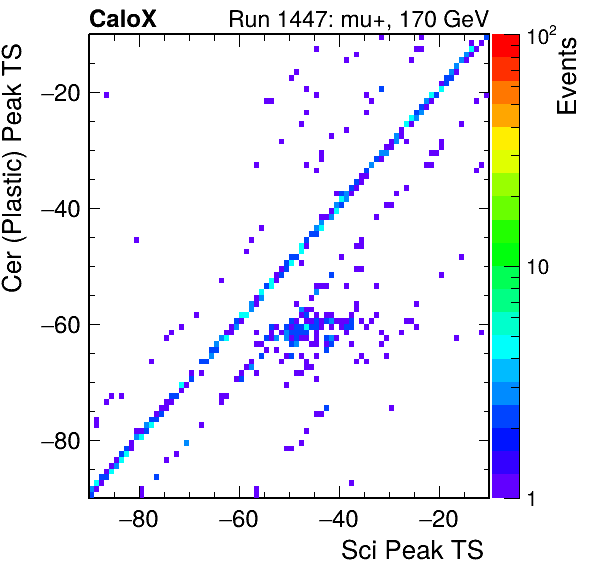 CaloX Run 1447: mu+, 170 GeV
Cer (Plastic) Peak TS
−20
−40
−60
−80
−80 −60 −40 −20
Sci Peak TS
10²
10
1
Events